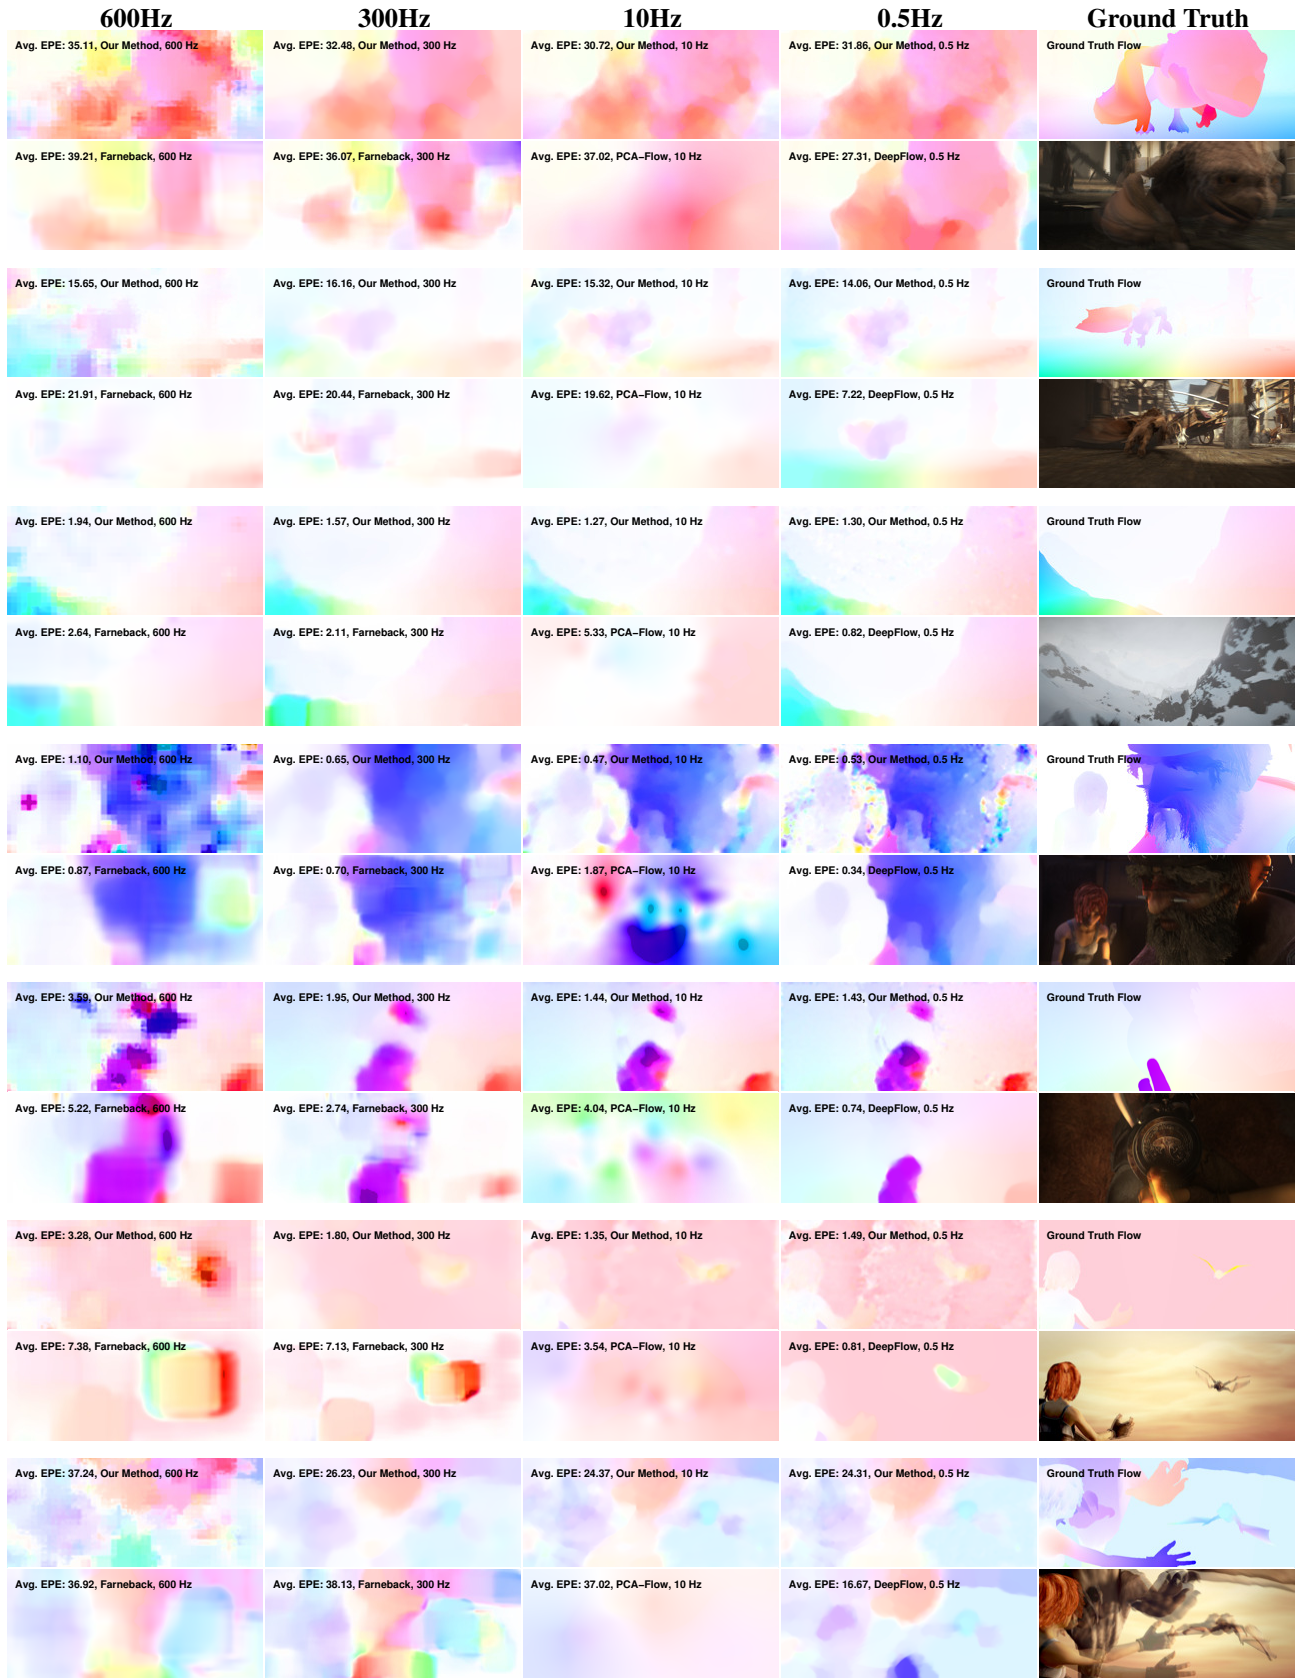 600Hz 300Hz 10Hz 0.5Hz Ground Truth
Avg. EPE: 35.11, Our Method, 600 Hz Avg. EPE: 32.48, Our Method, 300 Hz Avg. EPE: 30.72, Our Method, 10 Hz Avg. EPE: 31.86, Our Method, 0.5 Hz Ground Truth Flow
Avg. EPE: 39.21, Farneback, 600 Hz Avg. EPE: 36.07, Farneback, 300 Hz Avg. EPE: 37.02, PCA−Flow, 10 Hz Avg. EPE: 27.31, DeepFlow, 0.5 Hz
Avg. EPE: 15.65, Our Method, 600 Hz Avg. EPE: 16.16, Our Method, 300 Hz Avg. EPE: 15.32, Our Method, 10 Hz Avg. EPE: 14.06, Our Method, 0.5 Hz Ground Truth Flow
Avg. EPE: 21.91, Farneback, 600 Hz Avg. EPE: 20.44, Farneback, 300 Hz Avg. EPE: 19.62, PCA−Flow, 10 Hz Avg. EPE: 7.22, DeepFlow, 0.5 Hz
Avg. EPE: 1.94, Our Method, 600 Hz Avg. EPE: 1.57, Our Method, 300 Hz Avg. EPE: 1.27, Our Method, 10 Hz Avg. EPE: 1.30, Our Method, 0.5 Hz Ground Truth Flow
Avg. EPE: 2.64, Farneback, 600 Hz Avg. EPE: 2.11, Farneback, 300 Hz Avg. EPE: 5.33, PCA−Flow, 10 Hz Avg. EPE: 0.82, DeepFlow, 0.5 Hz
Avg. EPE: 1.10, Our Method, 600 Hz Avg. EPE: 0.65, Our Method, 300 Hz Avg. EPE: 0.47, Our Method, 10 Hz Avg. EPE: 0.53, Our Method, 0.5 Hz Ground Truth Flow
Avg. EPE: 0.87, Farneback, 600 Hz Avg. EPE: 0.70, Farneback, 300 Hz Avg. EPE: 1.87, PCA−Flow, 10 Hz Avg. EPE: 0.34, DeepFlow, 0.5 Hz
Avg. EPE: 3.59, Our Method, 600 Hz Avg. EPE: 1.95, Our Method, 300 Hz Avg. EPE: 1.44, Our Method, 10 Hz Avg. EPE: 1.43, Our Method, 0.5 Hz Ground Truth Flow
Avg. EPE: 5.22, Farneback, 600 Hz Avg. EPE: 2.74, Farneback, 300 Hz Avg. EPE: 4.04, PCA−Flow, 10 Hz Avg. EPE: 0.74, DeepFlow, 0.5 Hz
Avg. EPE: 3.28, Our Method, 600 Hz Avg. EPE: 1.80, Our Method, 300 Hz Avg. EPE: 1.35, Our Method, 10 Hz Avg. EPE: 1.49, Our Method, 0.5 Hz Ground Truth Flow
Avg. EPE: 7.38, Farneback, 600 Hz Avg. EPE: 7.13, Farneback, 300 Hz Avg. EPE: 3.54, PCA−Flow, 10 Hz Avg. EPE: 0.81, DeepFlow, 0.5 Hz
Avg. EPE: 37.24, Our Method, 600 Hz Avg. EPE: 26.23, Our Method, 300 Hz Avg. EPE: 24.37, Our Method, 10 Hz Avg. EPE: 24.31, Our Method, 0.5 Hz Ground Truth Flow
Avg. EPE: 36.92, Farneback, 600 Hz Avg. EPE: 38.13, Farneback, 300 Hz Avg. EPE: 37.02, PCA−Flow, 10 Hz Avg. EPE: 16.67, DeepFlow, 0.5 Hz